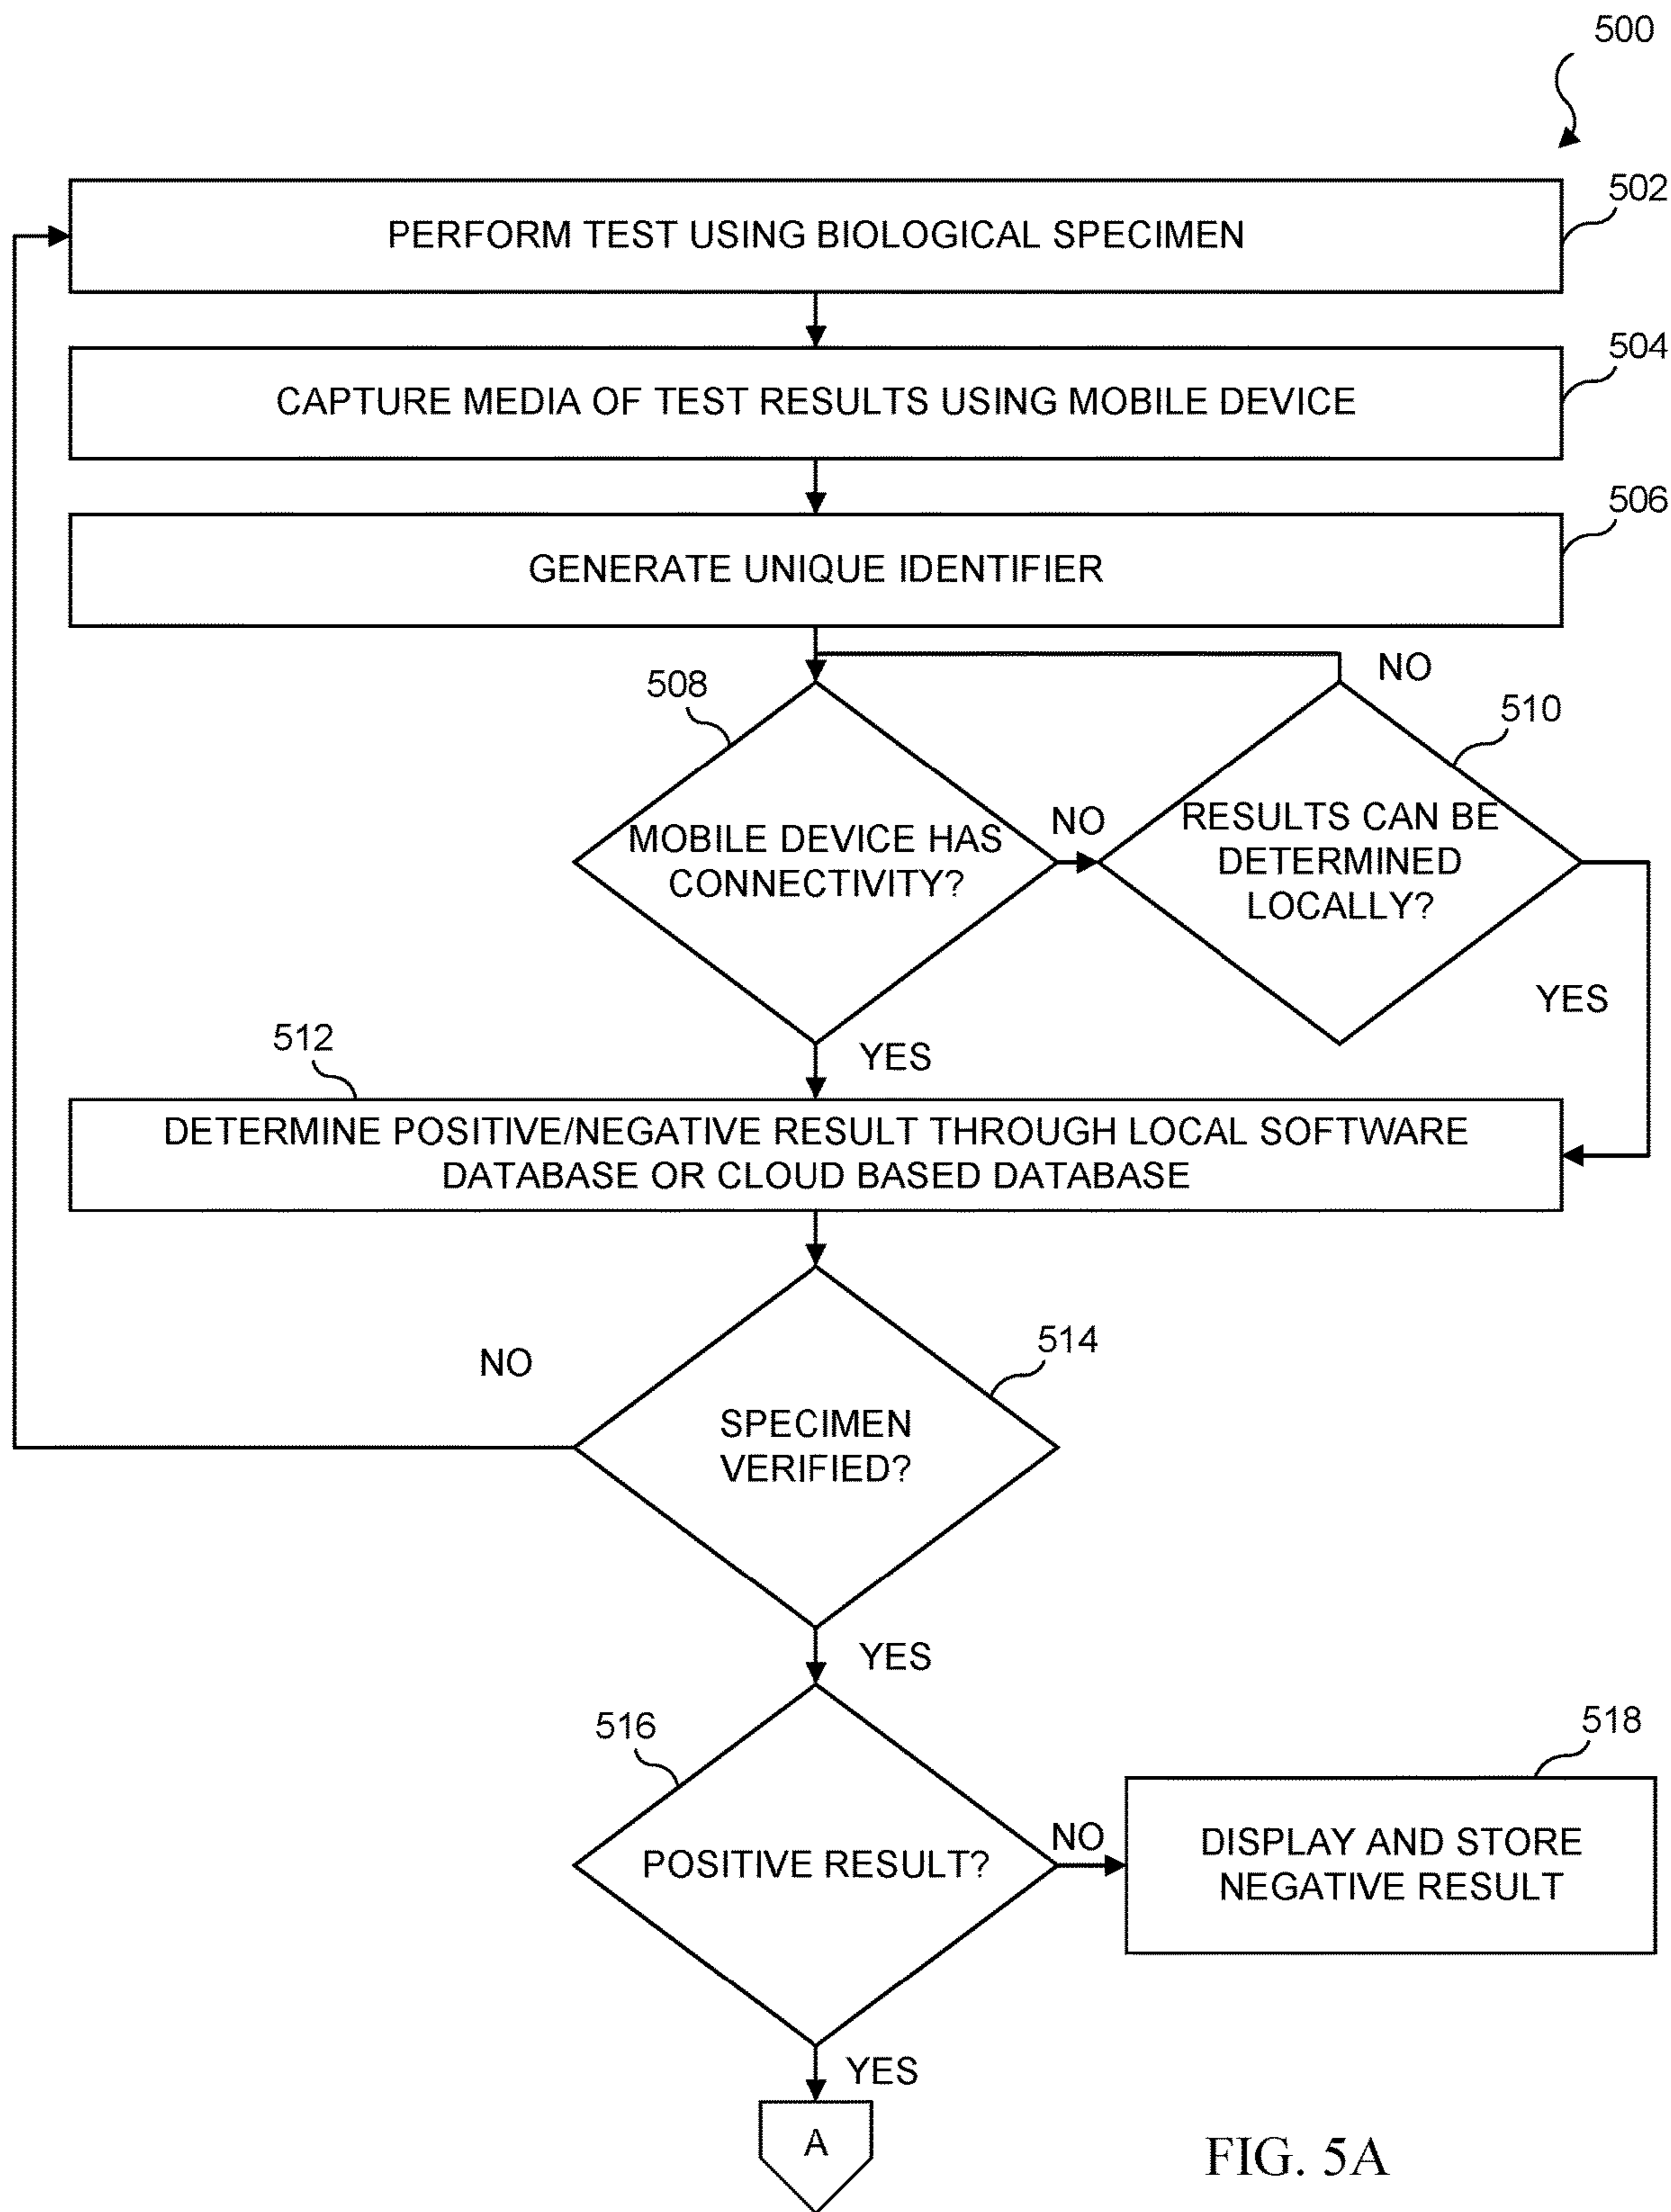 500
502
PERFORM TEST USING BIOLOGICAL SPECIMEN
504
CAPTURE MEDIA OF TEST RESULTS USING MOBILE DEVICE
506
GENERATE UNIQUE IDENTIFIER
NO
508
510
MOBILE DEVICE HAS
CONNECTIVITY?
NO
RESULTS CAN BE
DETERMINED
LOCALLY?
YES
YES
512
DETERMINE POSITIVE/NEGATIVE RESULT THROUGH LOCAL SOFTWARE
DATABASE OR CLOUD BASED DATABASE
NO
514
SPECIMEN
VERIFIED?
YES
516
518
POSITIVE RESULT?
NO
DISPLAY AND STORE
NEGATIVE RESULT
YES
A
FIG. 5A